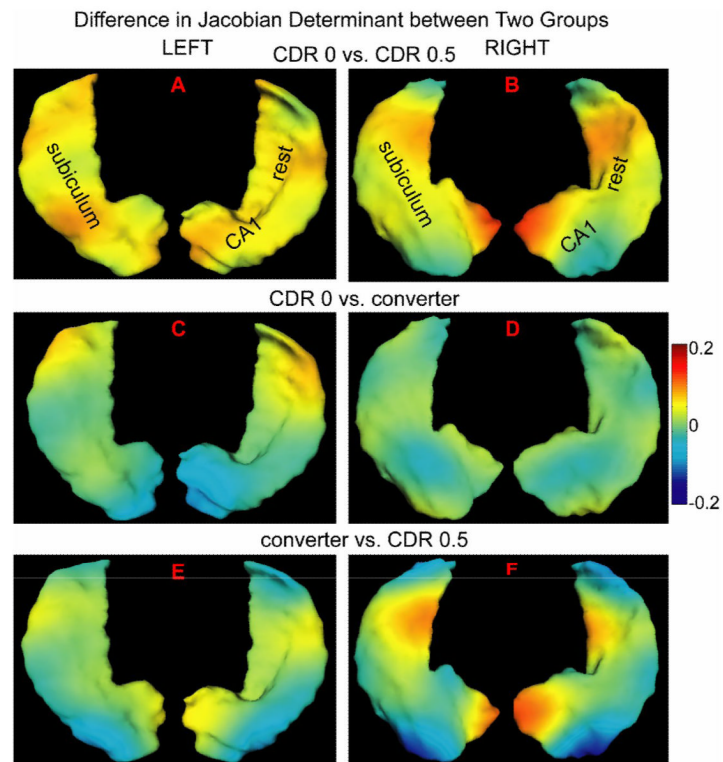 Difference in Jacobian Determinant between Two Groups
LEFT RIGHT
CDR 0 vs. CDR 0.5
A B
subiculum rest CA1 subiculum rest CA1
CDR 0 vs. converter
C D
0.2
0
-0.2
converter vs. CDR 0.5
E F